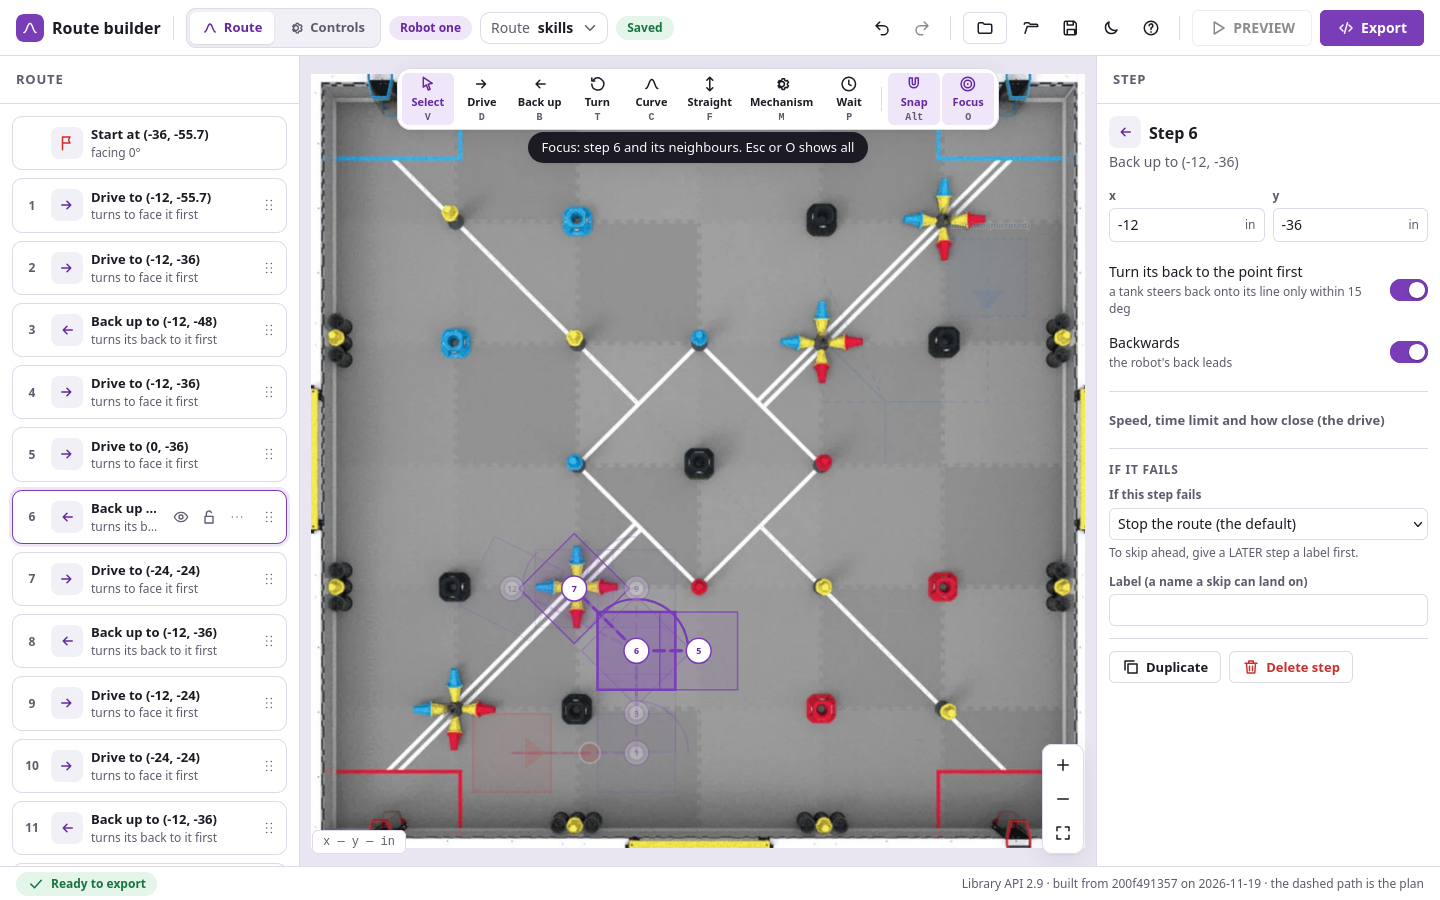 Route builder
Route
Controls
Robot one
Route skills
Saved
PREVIEW
Export
ROUTE
Start at (-36, -55.7)
facing 0°
1
Drive to (-12, -55.7)
turns to face it first
2
Drive to (-12, -36)
turns to face it first
3
Back up to (-12, -48)
turns its back to it first
4
Drive to (-12, -36)
turns to face it first
5
Drive to (0, -36)
turns to face it first
6
Back up ...
turns its b...
7
Drive to (-24, -24)
turns to face it first
8
Back up to (-12, -36)
turns its back to it first
9
Drive to (-12, -24)
turns to face it first
10
Drive to (-24, -24)
turns to face it first
11
Back up to (-12, -36)
turns its back to it first
Select Drive Back up Turn Curve Straight Mechanism Wait Snap Focus
V D B T C F M P Alt O
Focus: step 6 and its neighbours. Esc or O shows all
12 7 9
6 5
3
1
x — y — in
STEP
Step 6
Back up to (-12, -36)
x y
-12 in -36 in
Turn its back to the point first
a tank steers back onto its line only within 15
deg
Backwards
the robot's back leads
Speed, time limit and how close (the drive)
IF IT FAILS
If this step fails
Stop the route (the default)
To skip ahead, give a LATER step a label first.
Label (a name a skip can land on)
Duplicate
Delete step
Ready to export
Library API 2.9 · built from 200f491357 on 2026-11-19 · the dashed path is the plan